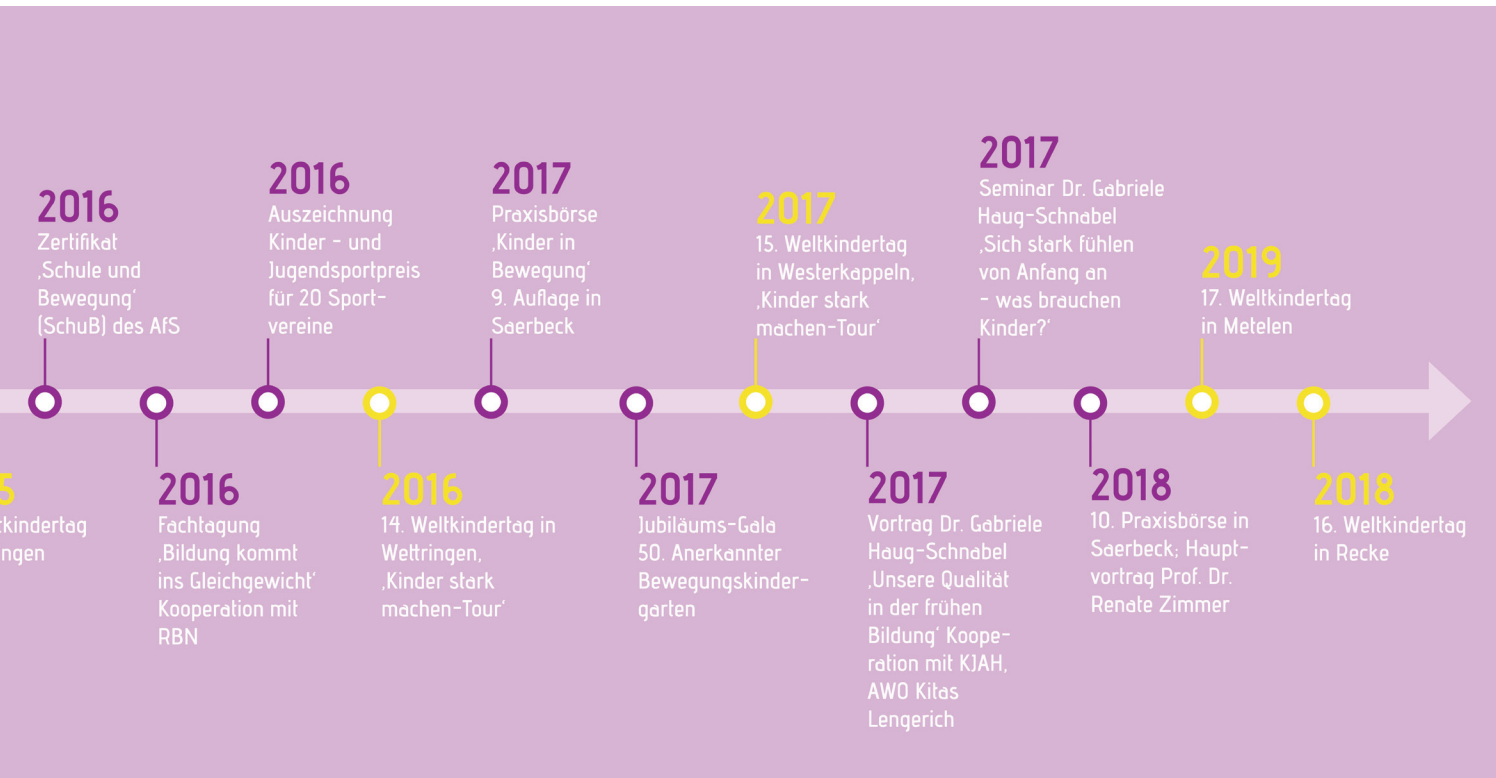 2016
Zertifikat
‚Schule und
Bewegung‘
(SchuB) des AfS
2016
Auszeichnung
Kinder - und
Jugendsportpreis
für 20 Sport-
vereine
2017
Praxisbörse
‚Kinder in
Bewegung‘
9. Auflage in
Saerbeck
2017
15. Weltkindertag
in Westerkappeln,
‚Kinder stark
machen-Tour‘
2017
Seminar Dr. Gabriele
Haug-Schnabel
‚Sich stark fühlen
von Anfang an
- was brauchen
Kinder?‘
2019
17. Weltkindertag
in Metelen
2016
Fachtagung
‚Bildung kommt
ins Gleichgewicht‘
Kooperation mit
RBN
2016
14. Weltkindertag in
Wettringen,
‚Kinder stark
machen-Tour‘
2017
Jubiläums-Gala
50. Anerkannter
Bewegungskinder-
garten
2017
Vortrag Dr. Gabriele
Haug-Schnabel
‚Unsere Qualität
in der frühen
Bildung‘ Koope-
ration mit KJAH,
AWO Kitas
Lengerich
2018
10. Praxisbörse in
Saerbeck; Haupt-
vortrag Prof. Dr.
Renate Zimmer
2018
16. Weltkindertag
in Recke